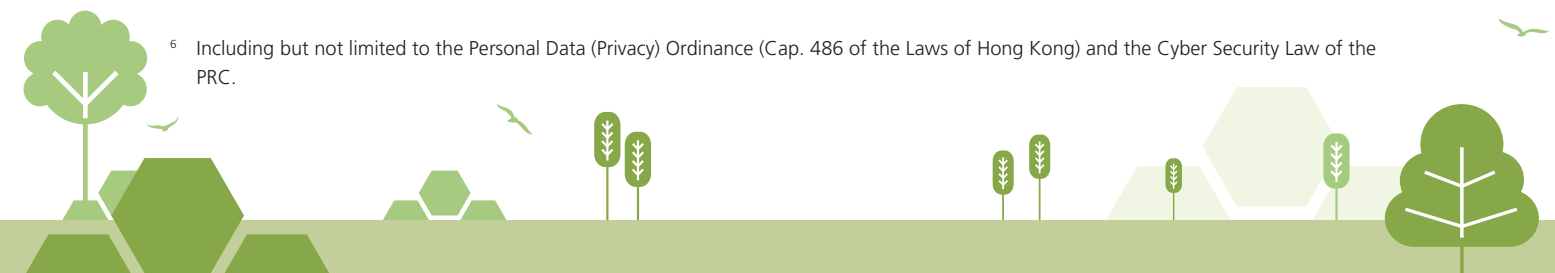 6 Including but not limited to the Personal Data (Privacy) Ordinance (Cap. 486 of the Laws of Hong Kong) and the Cyber Security Law of the
PRC.